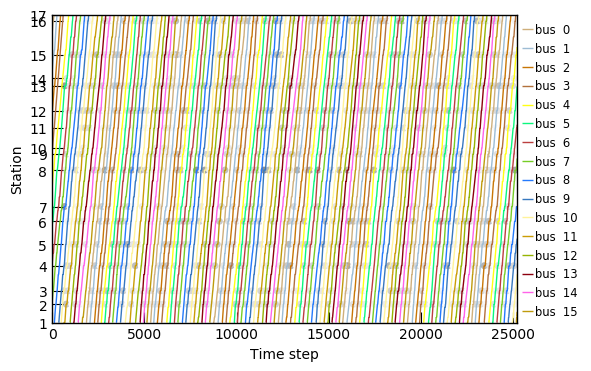 17
16
15
14
13
12
11
10
9
8
7
6
5
4
3
2
1
Station
0 5000 10000 15000 20000 25000
Time step
bus 0
bus 1
bus 2
bus 3
bus 4
bus 5
bus 6
bus 7
bus 8
bus 9
bus 10
bus 11
bus 12
bus 13
bus 14
bus 15